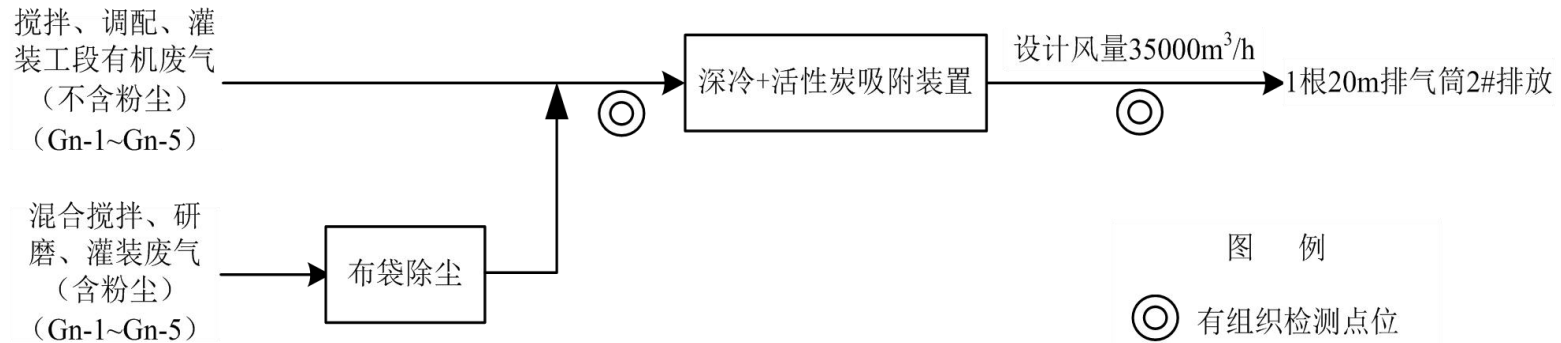 搅拌、调配、灌
装工段有机废气
（不含粉尘）
（Gn-1~Gn-5）
深冷+活性炭吸附装置
设计风量35000m³/h
1根20m排气筒2#排放
混合搅拌、研
磨、灌装废气
（含粉尘）
（Gn-1~Gn-5）
布袋除尘
图 例
有组织检测点位